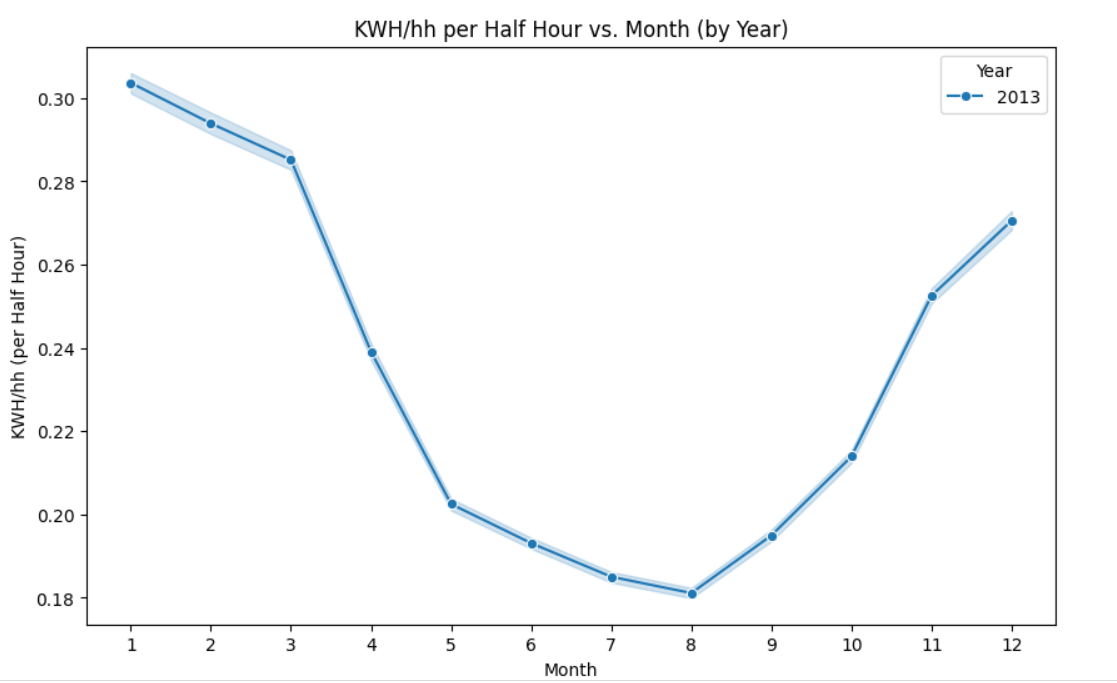 KWH/hh per Half Hour vs. Month (by Year)
Year
2013
KWH/hh (per Half Hour)
0.30
0.28
0.26
0.24
0.22
0.20
0.18
1 2 3 4 5 6 7 8 9 10 11 12
Month